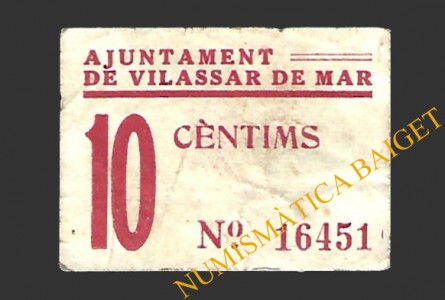 AJUNTAMENT
DE VILASSAR DE MAR
10 CÈNTIMS
Nº 16451
NUMISMÀTICA BAIGET